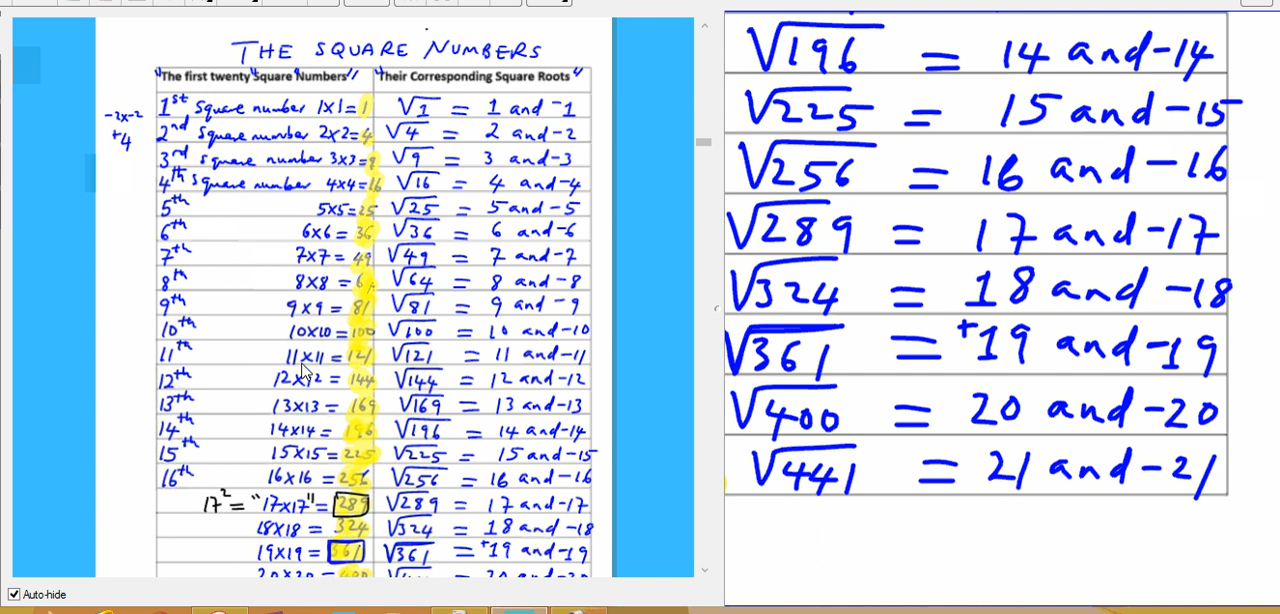 THE SQUARE NUMBERS
"The first twenty "Square" Numbers" "Their Corresponding Square Roots"
-2x-2
+4
1st Square number 1x1=1 √1 = 1 and -1
2nd Square number 2x2=4 √4 = 2 and -2
3rd Square number 3x3=9 √9 = 3 and -3
4th Square number 4x4=16 √16 = 4 and -4
5th 5x5=25 √25 = 5 and -5
6th 6x6=36 √36 = 6 and -6
7th 7x7=49 √49 = 7 and -7
8th 8x8= √64 = 8 and -8
9th 9x9=81 √81 = 9 and -9
10th 10x10=100 √100 = 10 and -10
11th 11x11=121 √121 = 11 and -11
12th 12x12=144 √144 = 12 and -12
13th 13x13=169 √169 = 13 and -13
14th 14x14=196 √196 = 14 and -14
15th 15x15=225 √225 = 15 and -15
16th 16x16=256 √256 = 16 and -16
17²="17x17"=289 √289 = 17 and -17
18x18=324 √324 = 18 and -18
19x19=361 √361 = +19 and -19
√196 = 14 and -14
√225 = 15 and -15
√256 = 16 and -16
√289 = 17 and -17
√324 = 18 and -18
√361 = +19 and -19
√400 = 20 and -20
√441 = 21 and -21
Auto-hide